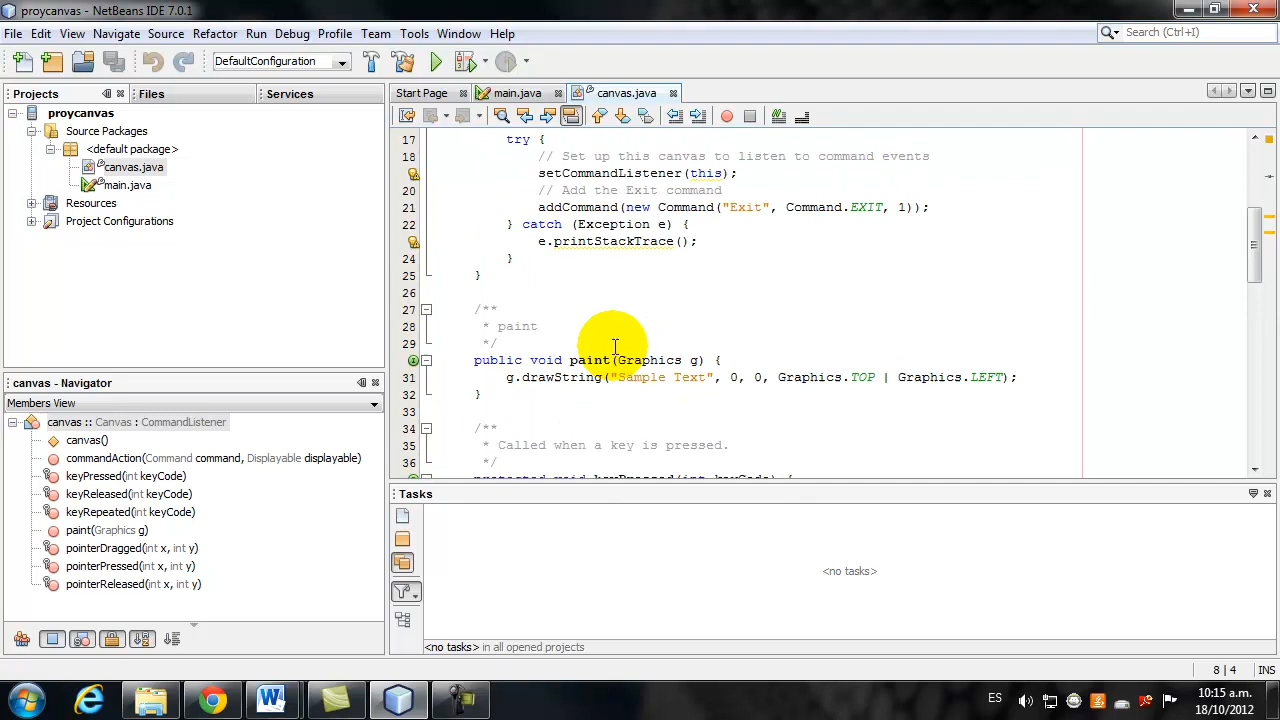 proycanvas - NetBeans IDE 7.0.1
File Edit View Navigate Source Refactor Run Debug Profile Team Tools Window Help
Search (Ctrl+I)
DefaultConfiguration
Projects Files Services
proycanvas
Source Packages
<default package>
canvas.java
main.java
Resources
Project Configurations
canvas - Navigator
Members View
canvas :: Canvas : CommandListener
canvas()
commandAction(Command command, Displayable displayable)
keyPressed(int keyCode)
keyReleased(int keyCode)
keyRepeated(int keyCode)
paint(Graphics g)
pointerDragged(int x, int y)
pointerPressed(int x, int y)
pointerReleased(int x, int y)
Start Page main.java canvas.java
17 try {
18 // Set up this canvas to listen to command events
setCommandListener(this);
20 // Add the Exit command
21 addCommand(new Command("Exit", Command.EXIT, 1));
22 } catch (Exception e) {
e.printStackTrace();
24 }
25 }
26
27 /**
28 * paint
29 */
public void paint(Graphics g) {
31 g.drawString("Sample Text", 0, 0, Graphics.TOP | Graphics.LEFT);
32 }
33
34 /**
35 * Called when a key is pressed.
36 */
protected void keyPressed(int keyCode) {
Tasks
<no tasks>
<no tasks> in all opened projects
8 | 4 INS
ES
10:15 a.m.
18/10/2012